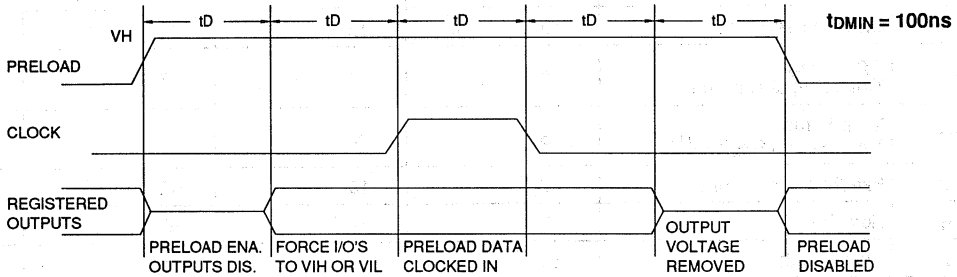 tD tD tD tD tD
tDMIN = 100ns
VH
PRELOAD
CLOCK
REGISTERED
OUTPUTS
PRELOAD ENA.
OUTPUTS DIS.
FORCE I/O'S
TO VIH OR VIL
PRELOAD DATA
CLOCKED IN
OUTPUT
VOLTAGE
REMOVED
PRELOAD
DISABLED